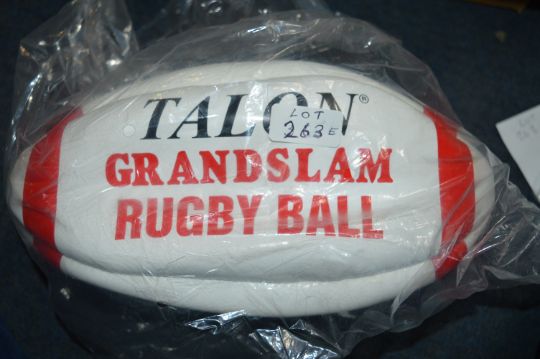 TALON®
LOT
263E
GRANDSLAM
RUGBY BALL